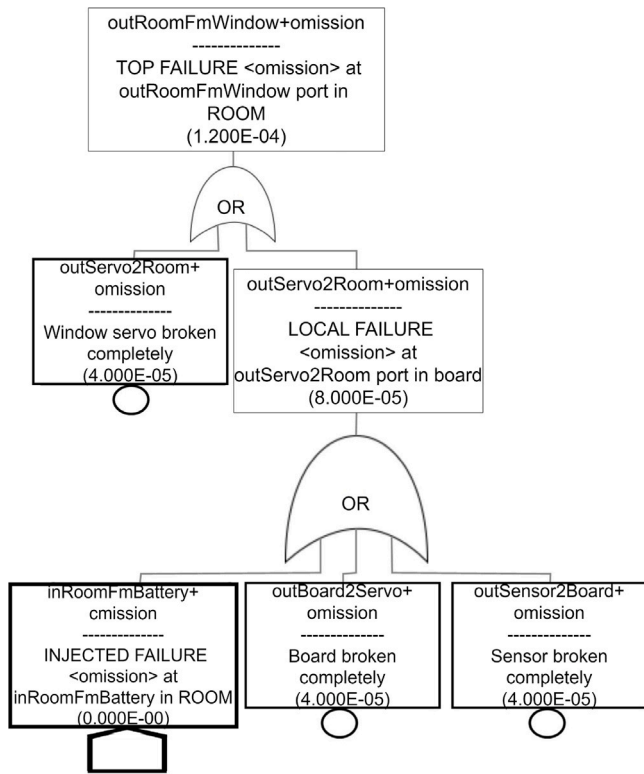 outRoomFmWindow+omission
--------------
TOP FAILURE <omission> at
outRoomFmWindow port in
ROOM
(1.200E-04)
OR
outServo2Room+
omission
--------------
Window servo broken
completely
(4.000E-05)
outServo2Room+omission
--------------
LOCAL FAILURE
<omission> at
outServo2Room port in board
(8.000E-05)
OR
inRoomFmBattery+
cmission
--------------
INJECTED FAILURE
<omission> at
inRoomFmBattery in ROOM
(0.000E-00)
outBoard2Servo+
omission
--------------
Board broken
completely
(4.000E-05)
outSensor2Board+
omission
--------------
Sensor broken
completely
(4.000E-05)